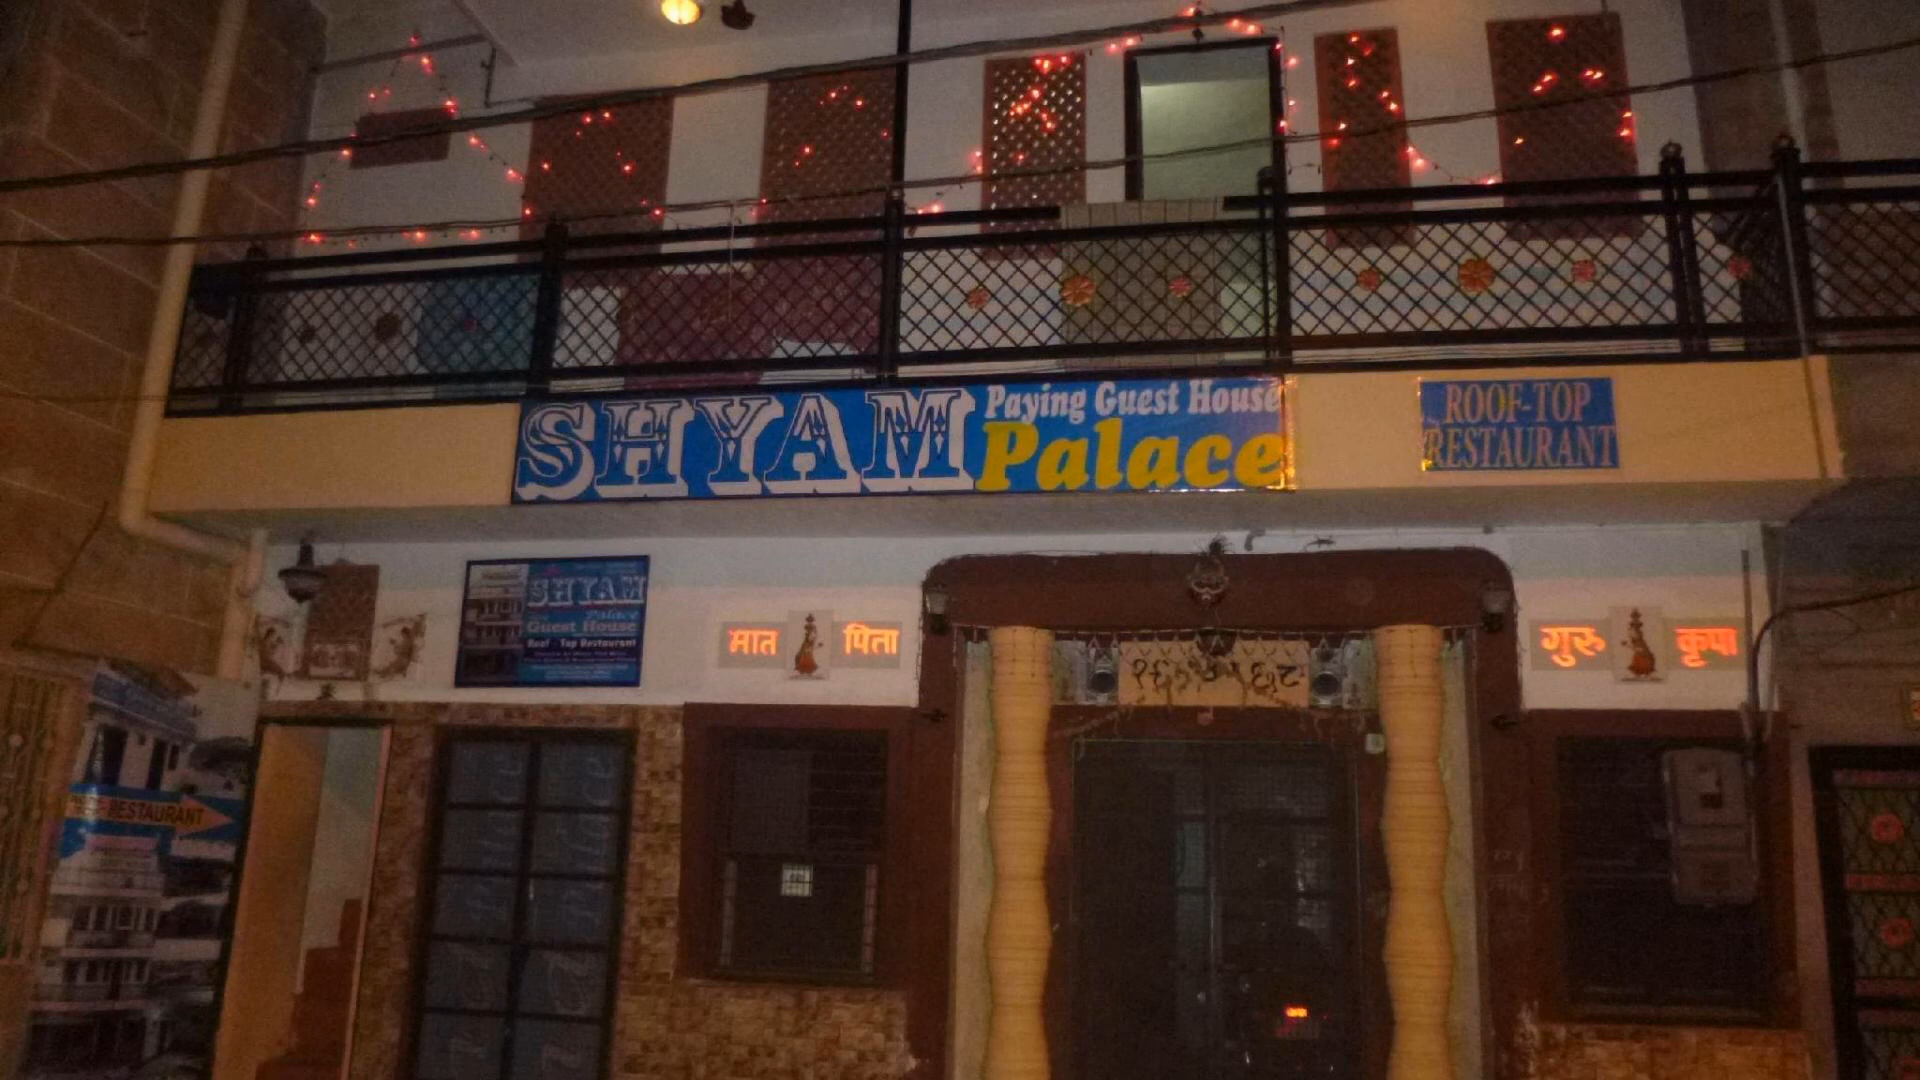 SHYAM Paying Guest House
Palace
ROOF-TOP
RESTAURANT
SHYAM
Palace
Guest House
Roof - Top Restaurant
मात पिता
गुरु कृपा
RESTAURANT